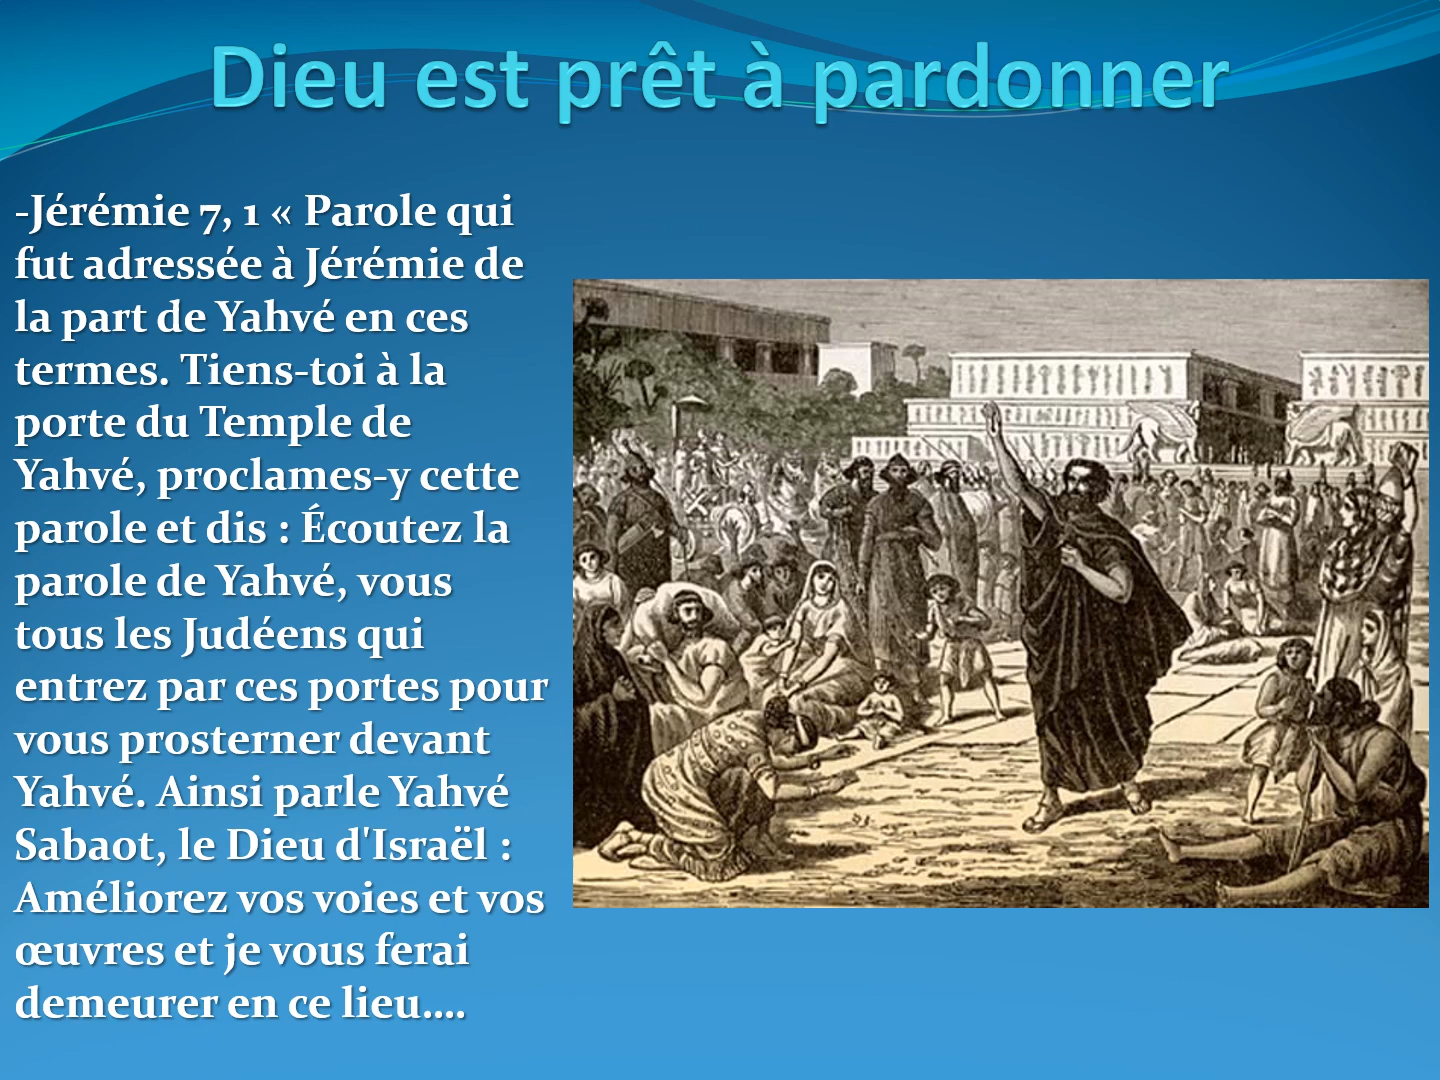 Dieu est prêt à pardonner
-Jérémie 7, 1 « Parole qui
fut adressée à Jérémie de
la part de Yahvé en ces
termes. Tiens-toi à la
porte du Temple de
Yahvé, proclames-y cette
parole et dis : Écoutez la
parole de Yahvé, vous
tous les Judéens qui
entrez par ces portes pour
vous prosterner devant
Yahvé. Ainsi parle Yahvé
Sabaot, le Dieu d'Israël :
Améliorez vos voies et vos
œuvres et je vous ferai
demeurer en ce lieu….